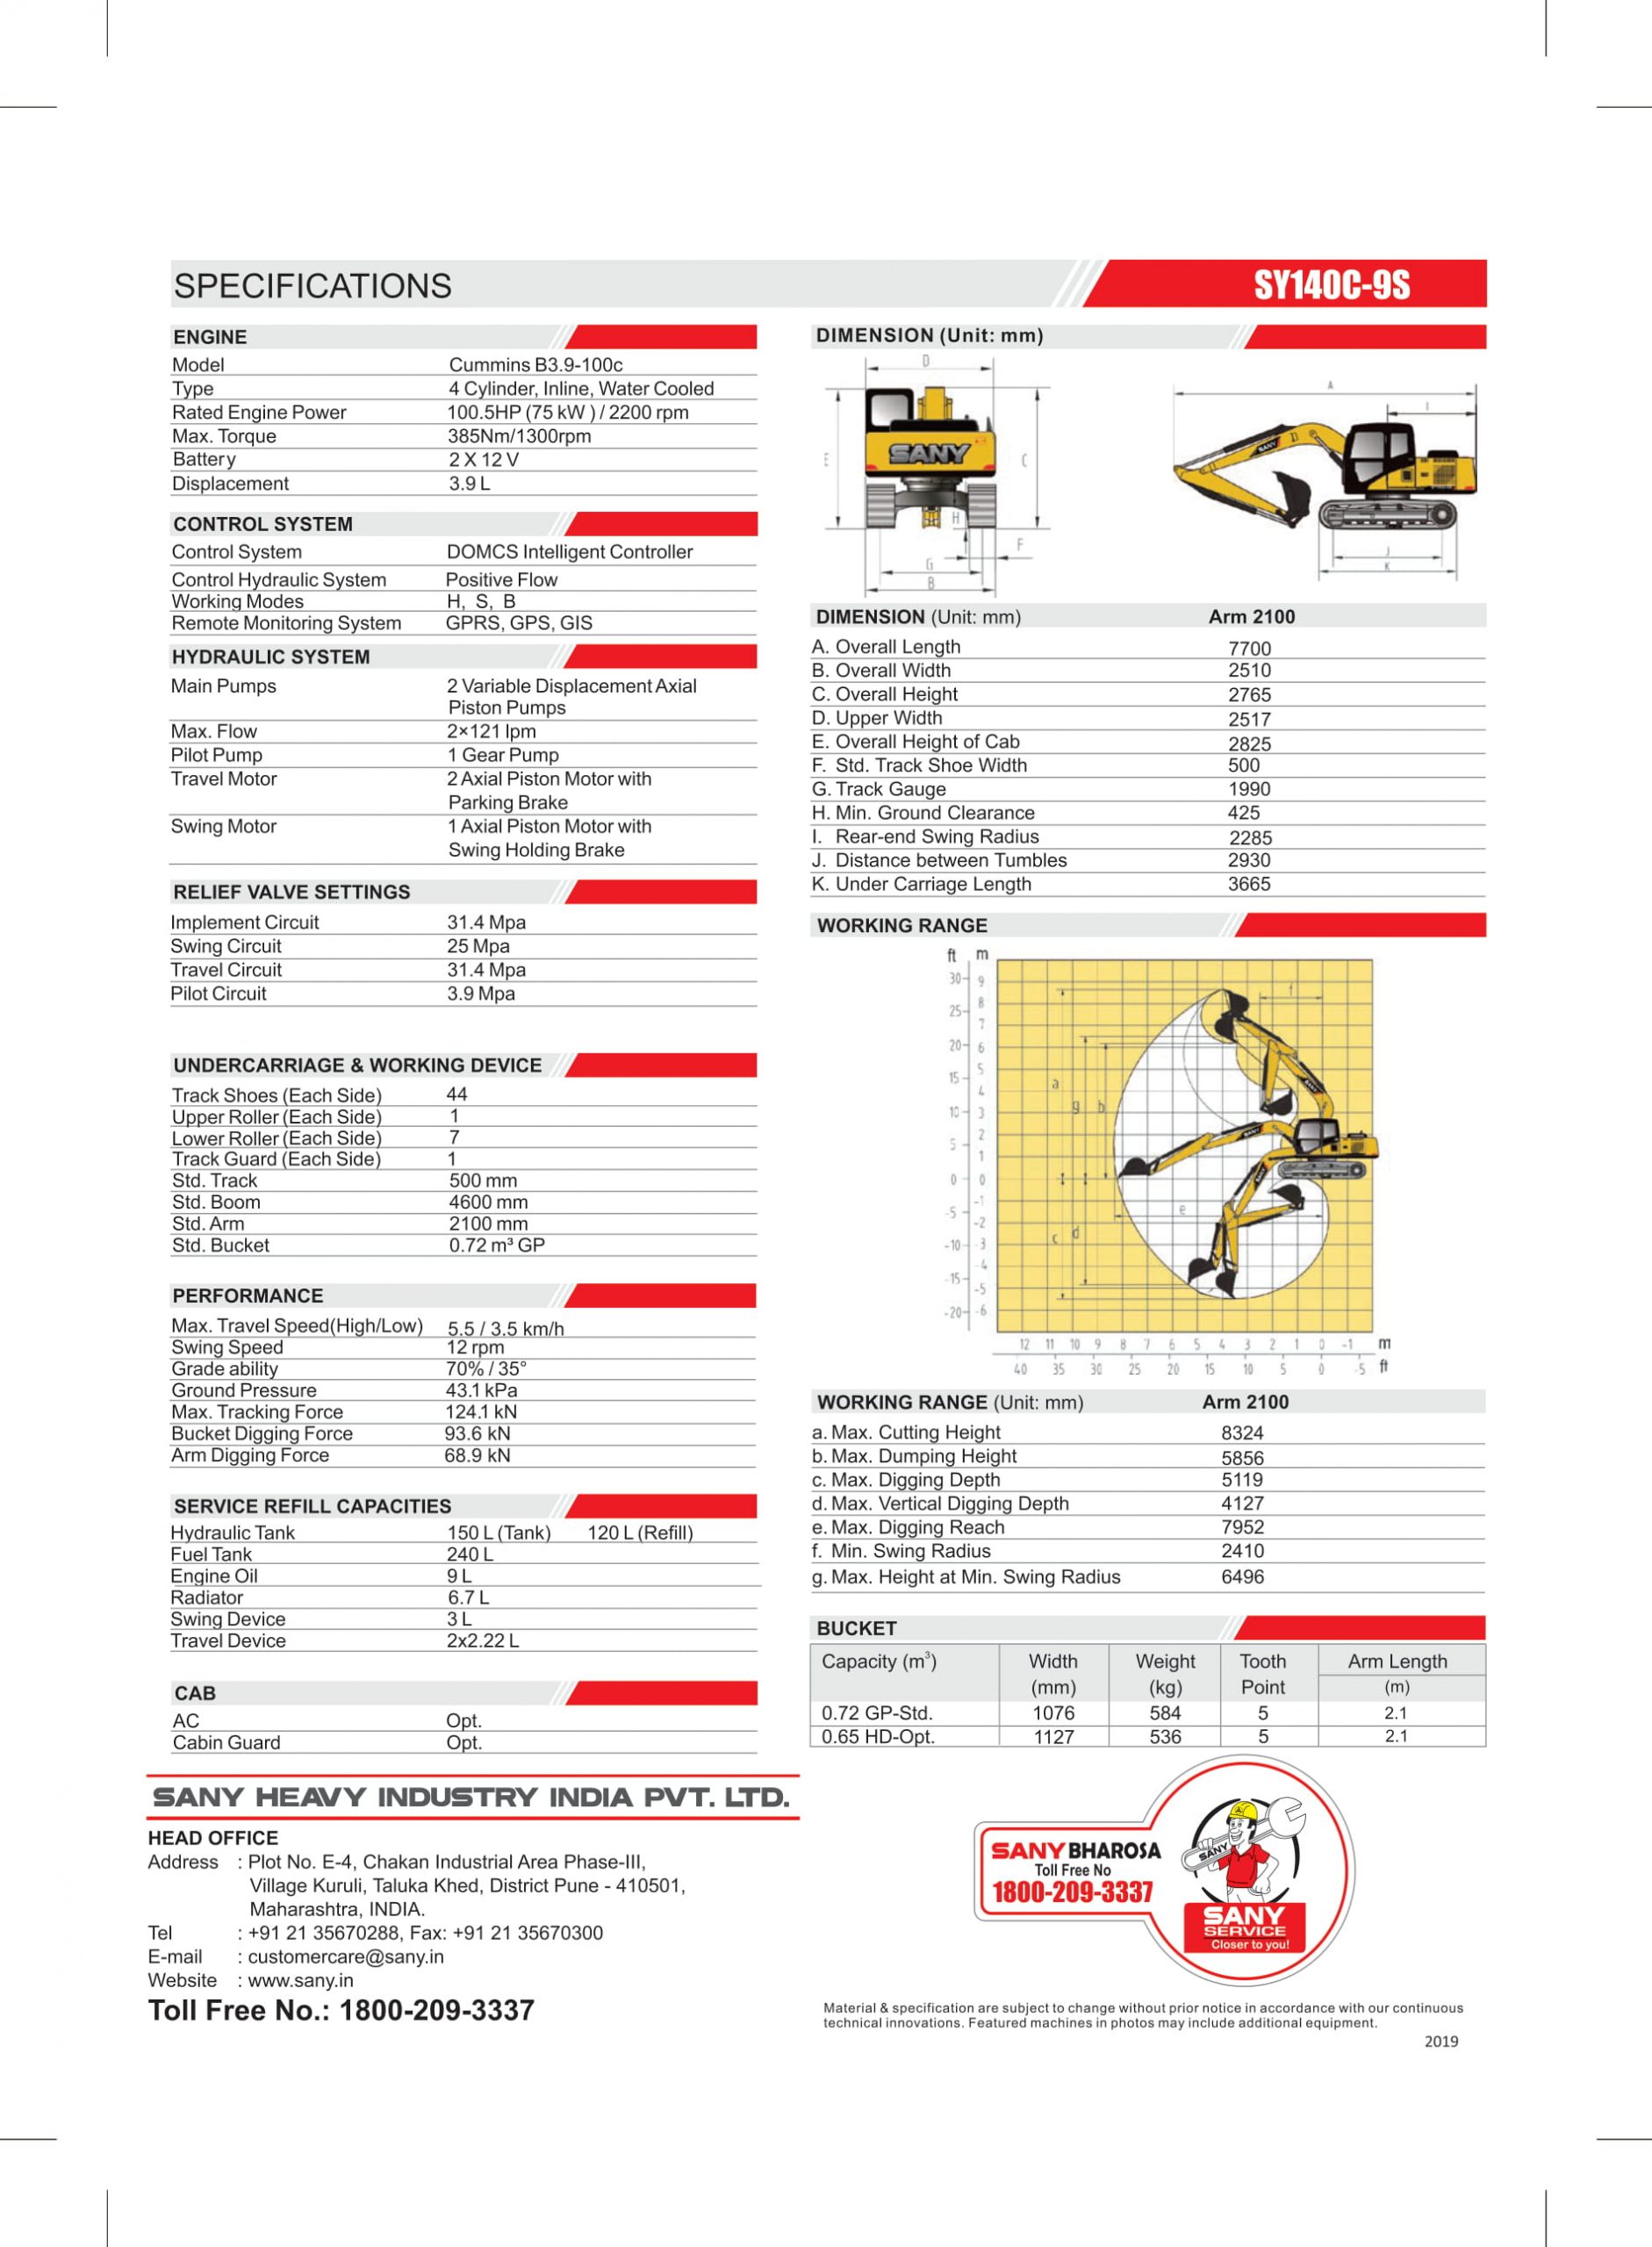 SPECIFICATIONS
SY140C-9S
ENGINE
Model Cummins B3.9-100c
Type 4 Cylinder, Inline, Water Cooled
Rated Engine Power 100.5HP (75 kW ) / 2200 rpm
Max. Torque 385Nm/1300rpm
Battery 2 X 12 V
Displacement 3.9 L
CONTROL SYSTEM
Control System DOMCS Intelligent Controller
Control Hydraulic System Positive Flow
Working Modes H, S, B
Remote Monitoring System GPRS, GPS, GIS
HYDRAULIC SYSTEM
Main Pumps 2 Variable Displacement Axial
Piston Pumps
Max. Flow 2×121 lpm
Pilot Pump 1 Gear Pump
Travel Motor 2 Axial Piston Motor with
Parking Brake
Swing Motor 1 Axial Piston Motor with
Swing Holding Brake
RELIEF VALVE SETTINGS
Implement Circuit 31.4 Mpa
Swing Circuit 25 Mpa
Travel Circuit 31.4 Mpa
Pilot Circuit 3.9 Mpa
UNDERCARRIAGE & WORKING DEVICE
Track Shoes (Each Side) 44
Upper Roller (Each Side) 1
Lower Roller (Each Side) 7
Track Guard (Each Side) 1
Std. Track 500 mm
Std. Boom 4600 mm
Std. Arm 2100 mm
Std. Bucket 0.72 m³ GP
PERFORMANCE
Max. Travel Speed(High/Low) 5.5 / 3.5 km/h
Swing Speed 12 rpm
Grade ability 70% / 35°
Ground Pressure 43.1 kPa
Max. Tracking Force 124.1 kN
Bucket Digging Force 93.6 kN
Arm Digging Force 68.9 kN
SERVICE REFILL CAPACITIES
Hydraulic Tank 150 L (Tank) 120 L (Refill)
Fuel Tank 240 L
Engine Oil 9 L
Radiator 6.7 L
Swing Device 3 L
Travel Device 2x2.22 L
CAB
AC Opt.
Cabin Guard Opt.
DIMENSION (Unit: mm)
D
E
SANY
C
H
F
G
B
A
I
SANY
J
K
DIMENSION (Unit: mm) Arm 2100
A. Overall Length 7700
B. Overall Width 2510
C. Overall Height 2765
D. Upper Width 2517
E. Overall Height of Cab 2825
F. Std. Track Shoe Width 500
G. Track Gauge 1990
H. Min. Ground Clearance 425
I. Rear-end Swing Radius 2285
J. Distance between Tumbles 2930
K. Under Carriage Length 3665
WORKING RANGE
ft m
30 9
25 8
7
20 6
15 5
4
10 3
5 2
1
0 0
-1
-5 -2
-10 -3
-4
-15 -5
-20 -6
a
g
b
f
e
c
d
12 11 10 9 8 7 6 5 4 3 2 1 0 -1 m
40 35 30 25 20 15 10 5 0 -5 ft
WORKING RANGE (Unit: mm) Arm 2100
a. Max. Cutting Height 8324
b. Max. Dumping Height 5856
c. Max. Digging Depth 5119
d. Max. Vertical Digging Depth 4127
e. Max. Digging Reach 7952
f. Min. Swing Radius 2410
g. Max. Height at Min. Swing Radius 6496
BUCKET
Capacity (m³) Width (mm) Weight (kg) Tooth Point Arm Length (m)
0.72 GP-Std. 1076 584 5 2.1
0.65 HD-Opt. 1127 536 5 2.1
SANY HEAVY INDUSTRY INDIA PVT. LTD.
HEAD OFFICE
Address : Plot No. E-4, Chakan Industrial Area Phase-III,
Village Kuruli, Taluka Khed, District Pune - 410501,
Maharashtra, INDIA.
Tel : +91 21 35670288, Fax: +91 21 35670300
E-mail : customercare@sany.in
Website : www.sany.in
Toll Free No.: 1800-209-3337
SANY BHAROSA
Toll Free No
1800-209-3337
SANY
SANY
SERVICE
Closer to you!
Material & specification are subject to change without prior notice in accordance with our continuous
technical innovations. Featured machines in photos may include additional equipment.
2019